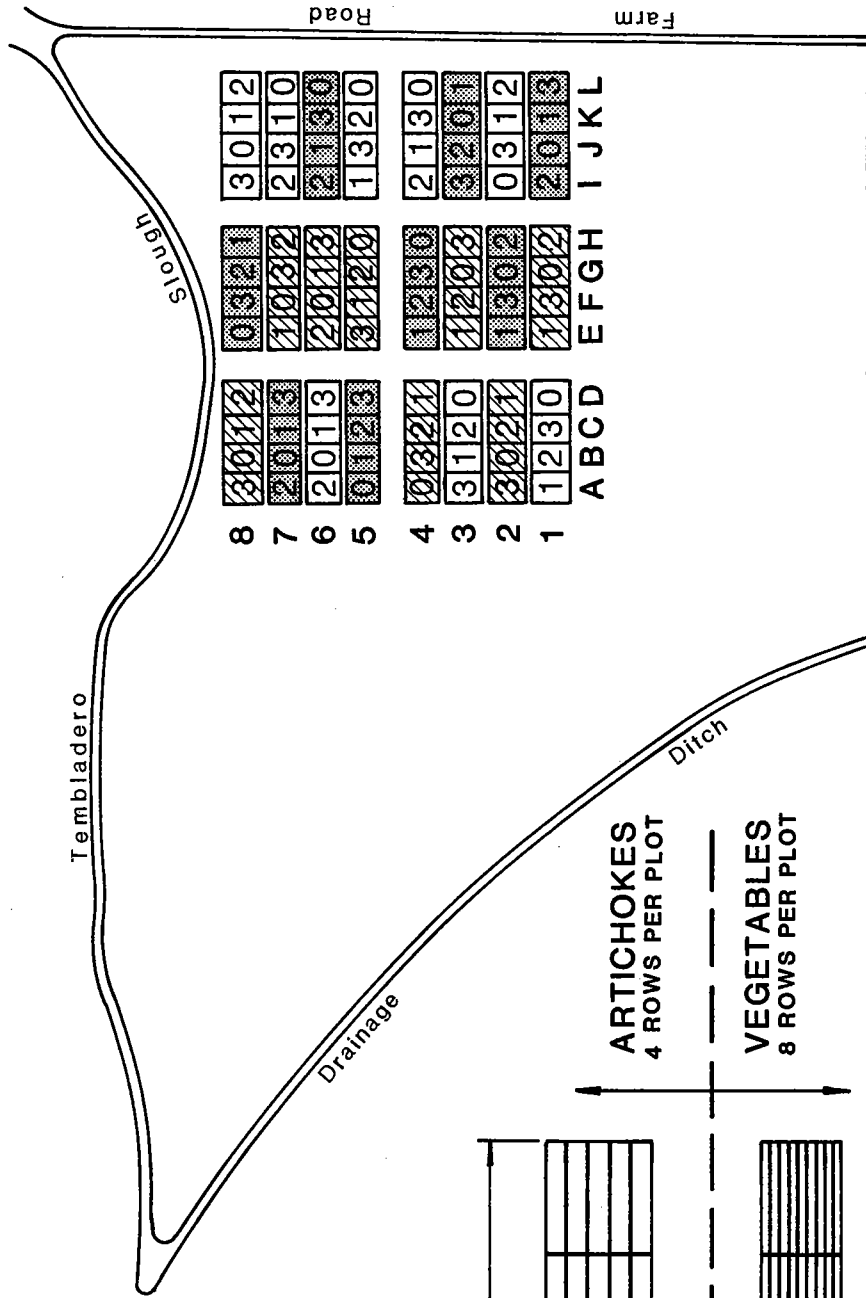 Road
Farm
Tembladero
Slough
8 3 0 1 2 0 3 2 1 3 0 1 2
7 2 0 1 3 1 0 3 2 2 3 1 0
6 2 0 1 3 2 0 1 3 2 1 3 0
5 0 1 2 3 3 1 2 0 1 3 2 0
4 0 3 2 1 1 2 3 0 2 1 3 0
3 3 1 2 0 1 2 0 3 3 2 0 1
2 3 0 2 1 1 3 0 2 0 3 1 2
1 1 2 3 0 1 3 0 2 2 0 1 3
A B C D E F G H I J K L
Drainage
Ditch
ARTICHOKES
4 ROWS PER PLOT
VEGETABLES
8 ROWS PER PLOT